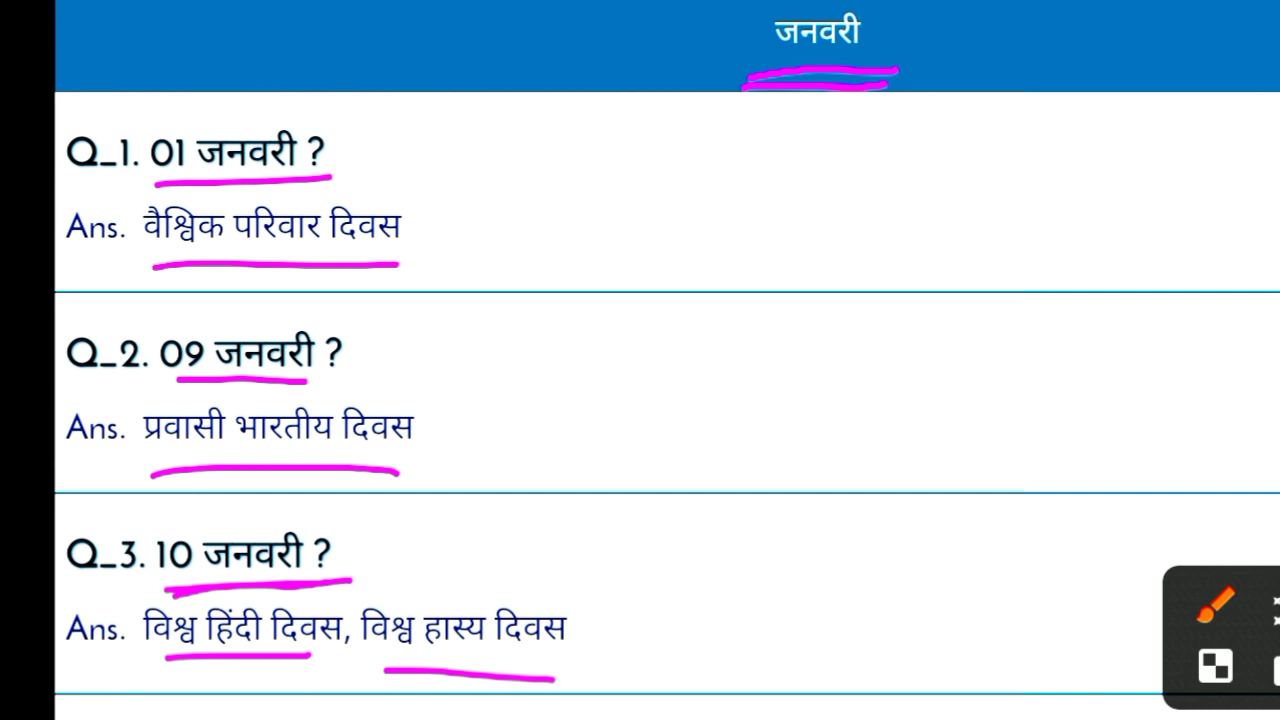 जनवरी
Q_1. 01 जनवरी ?
Ans. वैश्विक परिवार दिवस
Q_2. 09 जनवरी ?
Ans. प्रवासी भारतीय दिवस
Q_3. 10 जनवरी ?
Ans. विश्व हिंदी दिवस, विश्व हास्य दिवस